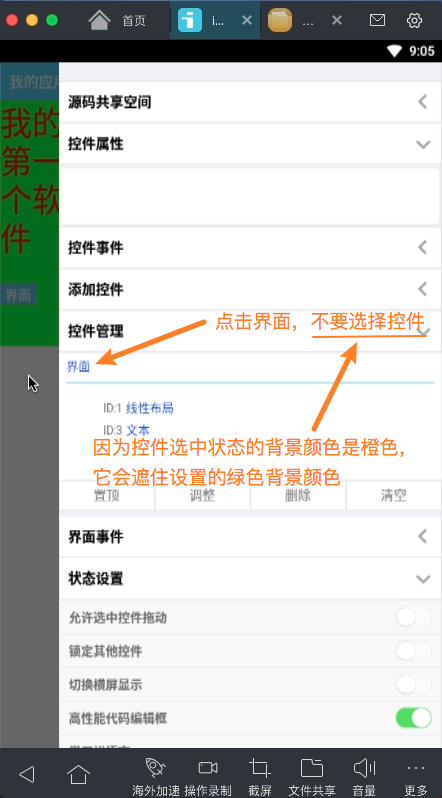 首页
i...
...
9:05
我的应
我的
第一
个软
件
界面
源码共享空间
控件属性
控件事件
添加控件
点击界面，不要选择控件
控件管理
界面
ID:1 线性布局
ID:3 文本
因为控件选中状态的背景颜色是橙色，
它会遮住设置的绿色背景颜色
置顶 调整 删除 清空
界面事件
状态设置
允许选中控件拖动
锁定其他控件
切换横屏显示
高性能代码编辑框
海外加速 操作录制 截屏 文件共享 音量 更多